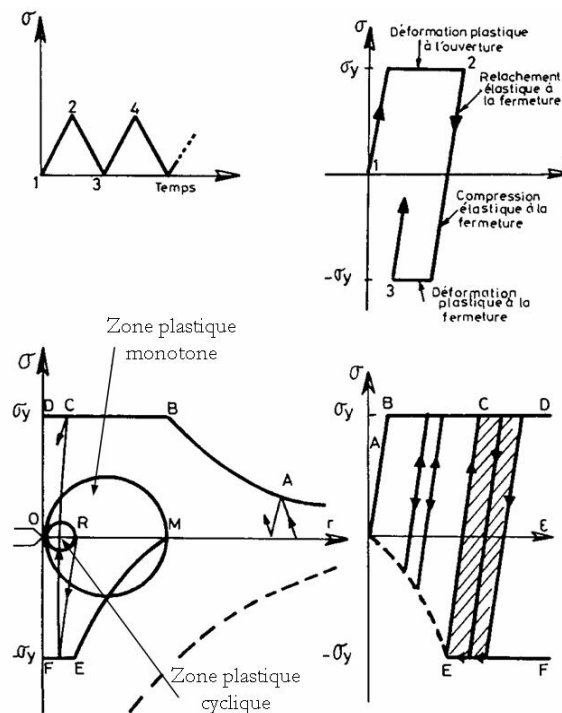 σ
2
4
1
3
Temps
σ
Déformation plastique
à l'ouverture
σy
2
Relachement
élastique à
la fermeture
1
Compression
élastique à la
fermeture
-σy
3
Déformation
plastique à la
fermeture
Zone plastique
monotone
σ
σy
D
C
B
A
O
R
M
r
-σy
F
E
Zone plastique
cyclique
σ
σy
B
C
D
A
E
-σy
E
F